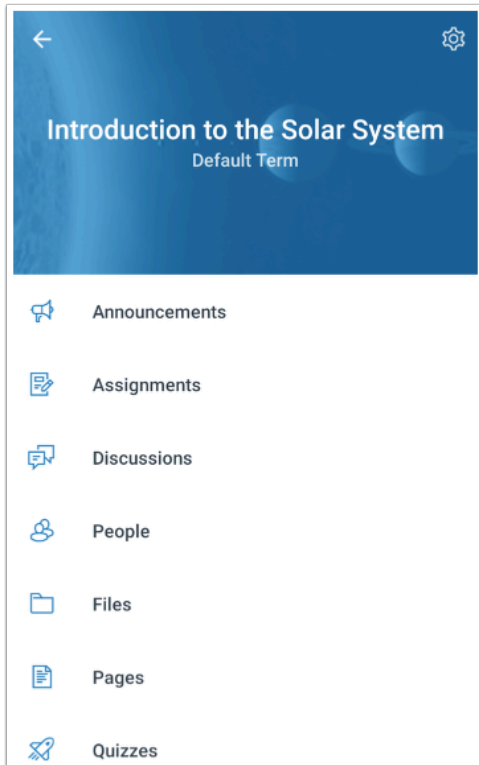 Introduction to the Solar System
Default Term
Announcements
Assignments
Discussions
People
Files
Pages
Quizzes